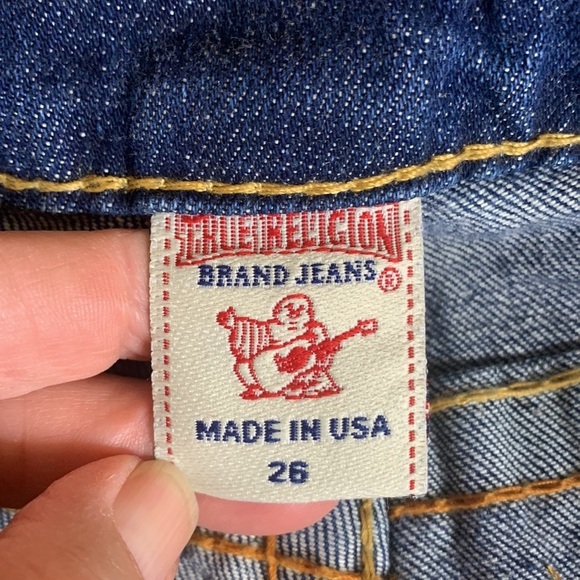 TRUE RELIGION
BRAND JEANS ®
MADE IN USA
26